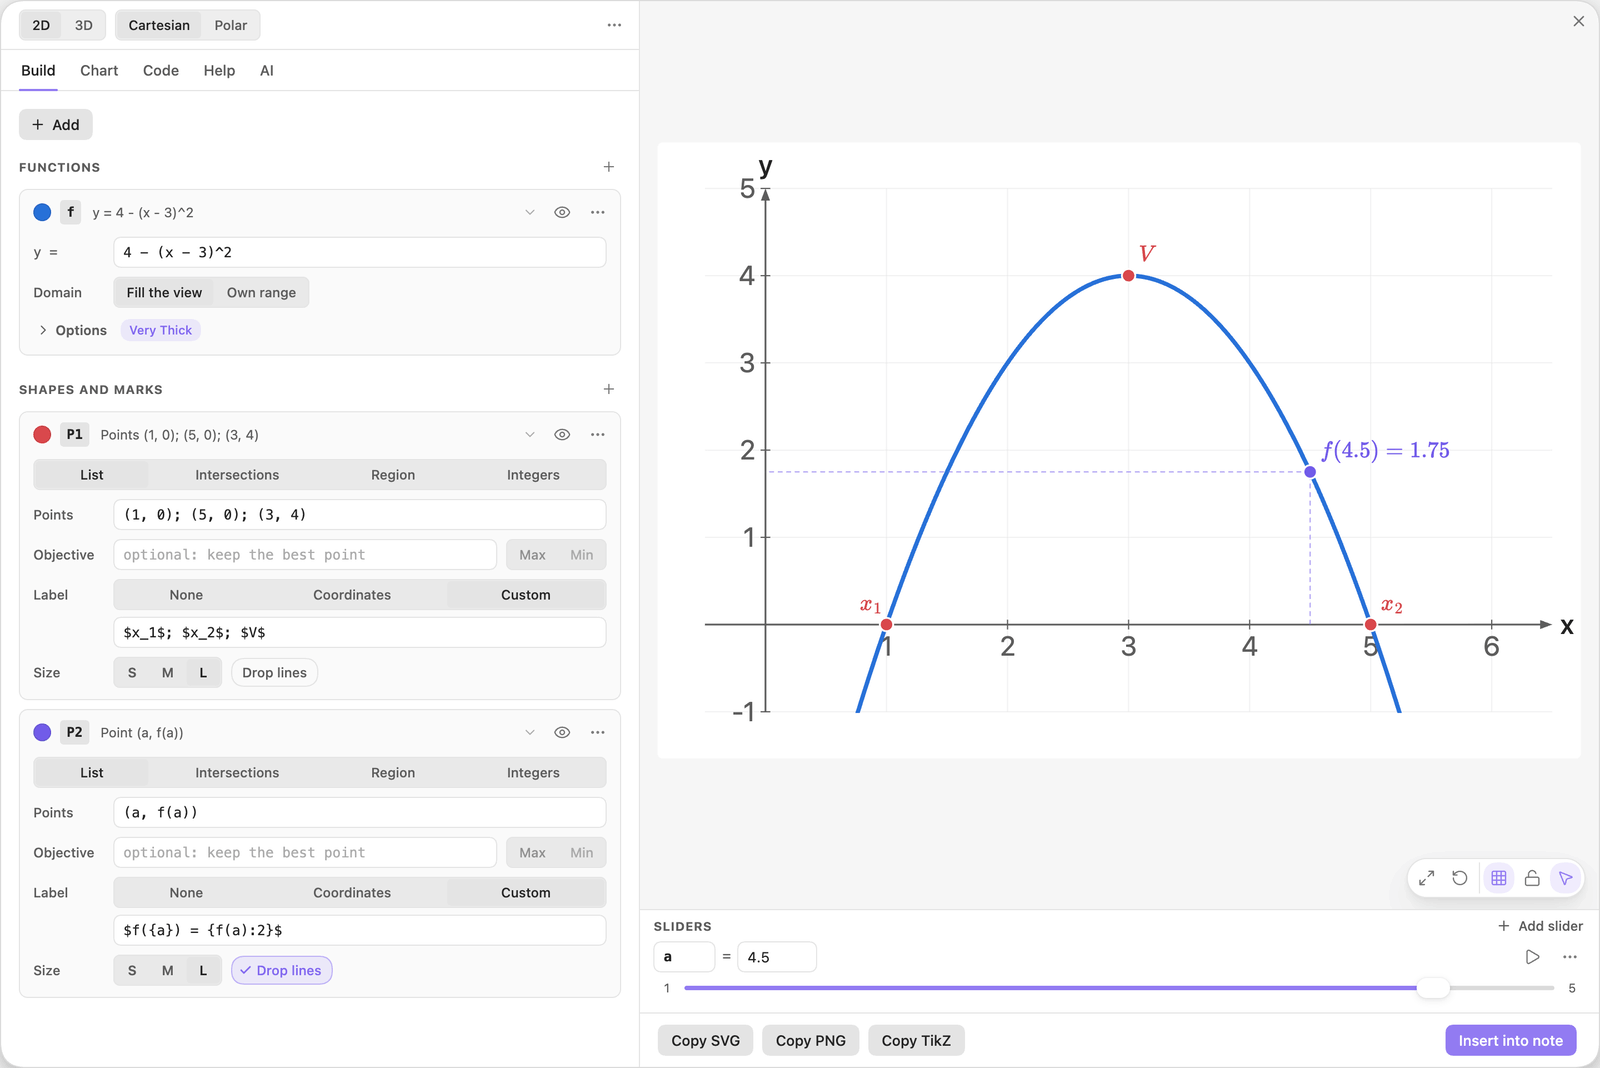 2D 3D Cartesian Polar
Build Chart Code Help AI
+ Add
FUNCTIONS
f y = 4 - (x - 3)^2
y = 4 - (x - 3)^2
Domain Fill the view Own range
Options Very Thick
SHAPES AND MARKS
P1 Points (1, 0); (5, 0); (3, 4)
List Intersections Region Integers
Points (1, 0); (5, 0); (3, 4)
Objective optional: keep the best point Max Min
Label None Coordinates Custom
$x_1$; $x_2$; $V$
Size S M L Drop lines
P2 Point (a, f(a))
List Intersections Region Integers
Points (a, f(a))
Objective optional: keep the best point Max Min
Label None Coordinates Custom
$f({a}) = {f(a):2}$
Size S M L Drop lines
y
5
V
4
3
2 f(4.5) = 1.75
1
x₁ x₂
x
1 2 3 4 5 6
-1
SLIDERS + Add slider
a = 4.5
1 5
Copy SVG Copy PNG Copy TikZ Insert into note